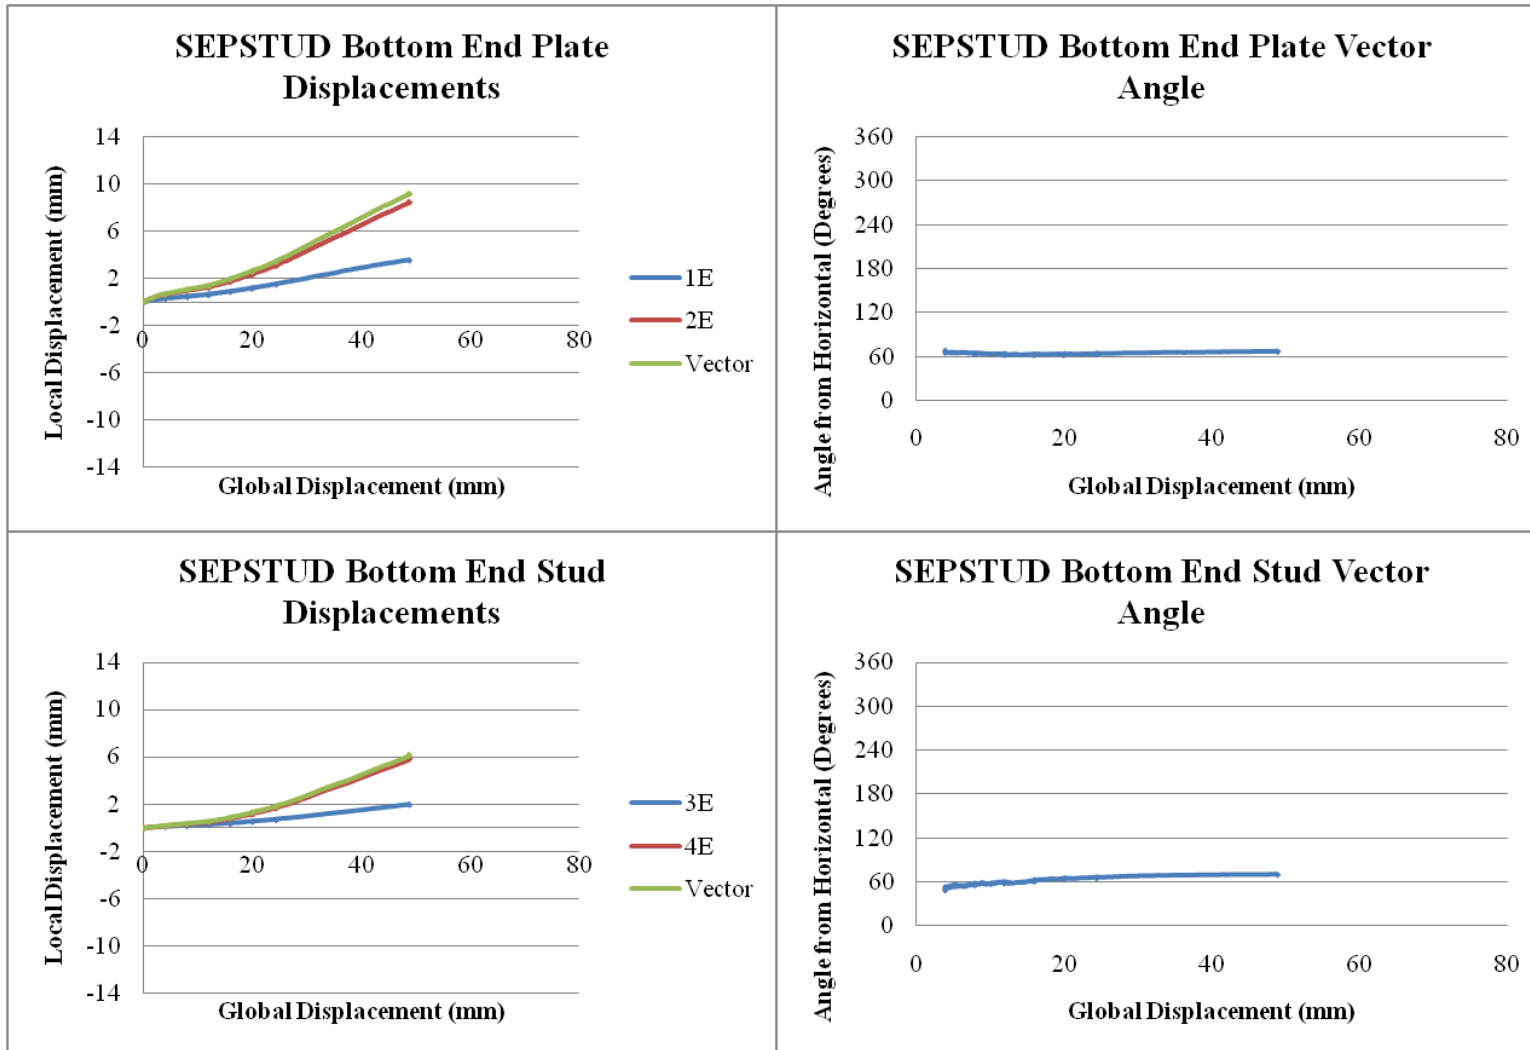 SEPSTUD Bottom End Plate
Displacements
14
10
6
2
-2
-6
-10
-14
0
20
40
60
80
Local Displacement (mm)
Global Displacement (mm)
1E
2E
Vector
SEPSTUD Bottom End Plate Vector
Angle
360
300
240
180
120
60
0
0
20
40
60
80
Angle from Horizontal (Degrees)
Global Displacement (mm)
SEPSTUD Bottom End Stud
Displacements
14
10
6
2
-2
-6
-10
-14
0
20
40
60
80
Local Displacement (mm)
Global Displacement (mm)
3E
4E
Vector
SEPSTUD Bottom End Stud Vector
Angle
360
300
240
180
120
60
0
0
20
40
60
80
Angle from Horizontal (Degrees)
Global Displacement (mm)